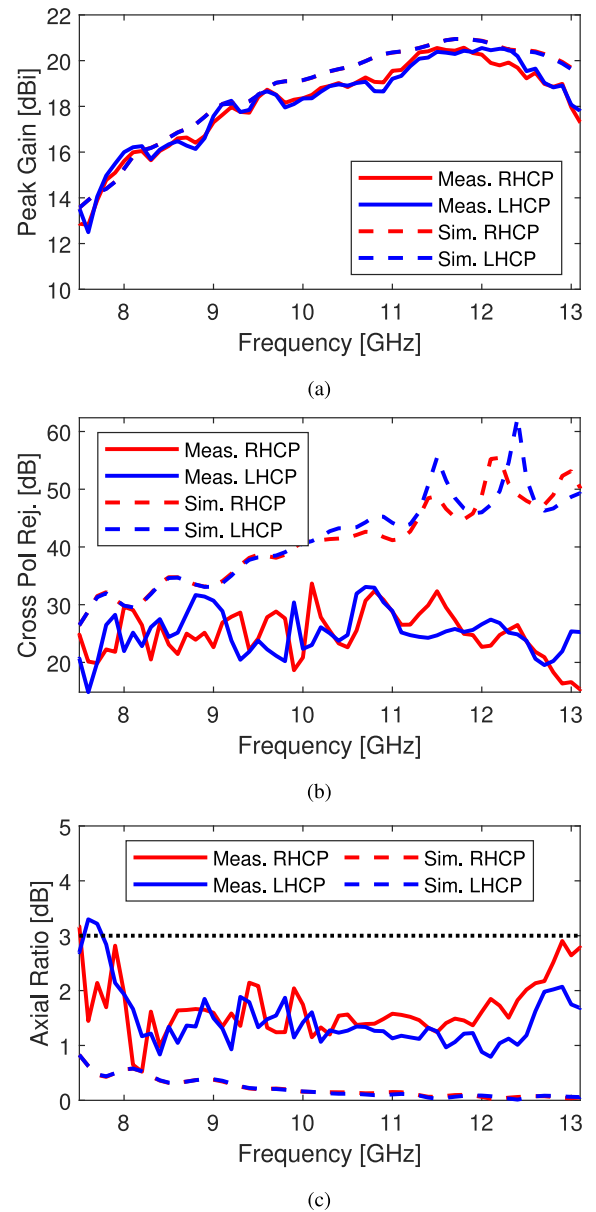 22
20
18
16
14
12
10
Peak Gain [dBi]
Meas. RHCP
Meas. LHCP
Sim. RHCP
Sim. LHCP
8 9 10 11 12 13
Frequency [GHz]
(a)
60
50
40
30
20
Cross Pol Rej. [dB]
Meas. RHCP
Meas. LHCP
Sim. RHCP
Sim. LHCP
8 9 10 11 12 13
Frequency [GHz]
(b)
5
4
3
2
1
0
Axial Ratio [dB]
Meas. RHCP Sim. RHCP
Meas. LHCP Sim. LHCP
8 9 10 11 12 13
Frequency [GHz]
(c)